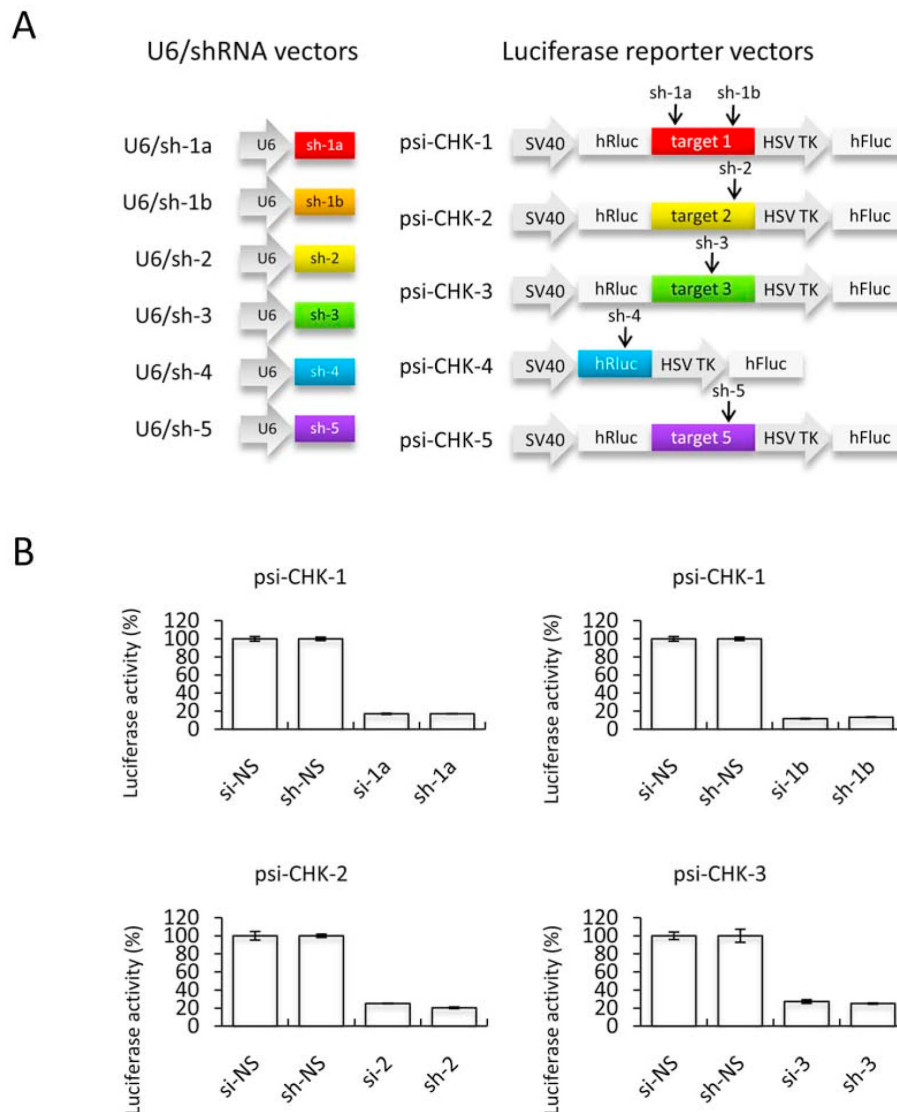 A
U6/shRNA vectors
Luciferase reporter vectors
U6/sh-1a U6 sh-1a
U6/sh-1b U6 sh-1b
U6/sh-2 U6 sh-2
U6/sh-3 U6 sh-3
U6/sh-4 U6 sh-4
U6/sh-5 U6 sh-5
sh-1a sh-1b
psi-CHK-1 SV40 hRluc target 1 HSV TK hFluc
sh-2
psi-CHK-2 SV40 hRluc target 2 HSV TK hFluc
sh-3
psi-CHK-3 SV40 hRluc target 3 HSV TK hFluc
sh-4
psi-CHK-4 SV40 hRluc HSV TK hFluc
sh-5
psi-CHK-5 SV40 hRluc target 5 HSV TK hFluc
B
psi-CHK-1
Luciferase activity (%)
120
100
80
60
40
20
0
si-NS sh-NS si-1a sh-1a
psi-CHK-1
Luciferase activity (%)
120
100
80
60
40
20
0
si-NS sh-NS si-1b sh-1b
psi-CHK-2
Luciferase activity (%)
120
100
80
60
40
20
0
si-NS sh-NS si-2 sh-2
psi-CHK-3
Luciferase activity (%)
120
100
80
60
40
20
0
si-NS sh-NS si-3 sh-3